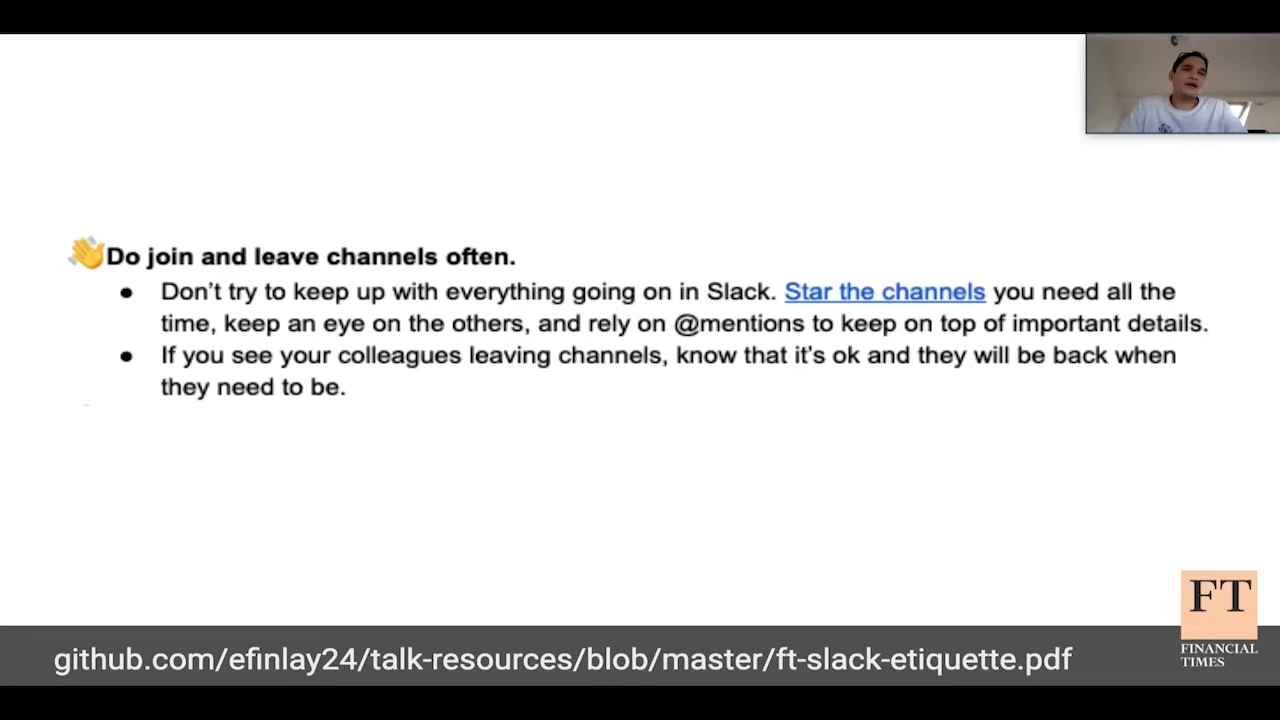 👋Do join and leave channels often.
● Don't try to keep up with everything going on in Slack. Star the channels you need all the
time, keep an eye on the others, and rely on @mentions to keep on top of important details.
● If you see your colleagues leaving channels, know that it's ok and they will be back when
they need to be.
FT
FINANCIAL
TIMES
github.com/efinlay24/talk-resources/blob/master/ft-slack-etiquette.pdf